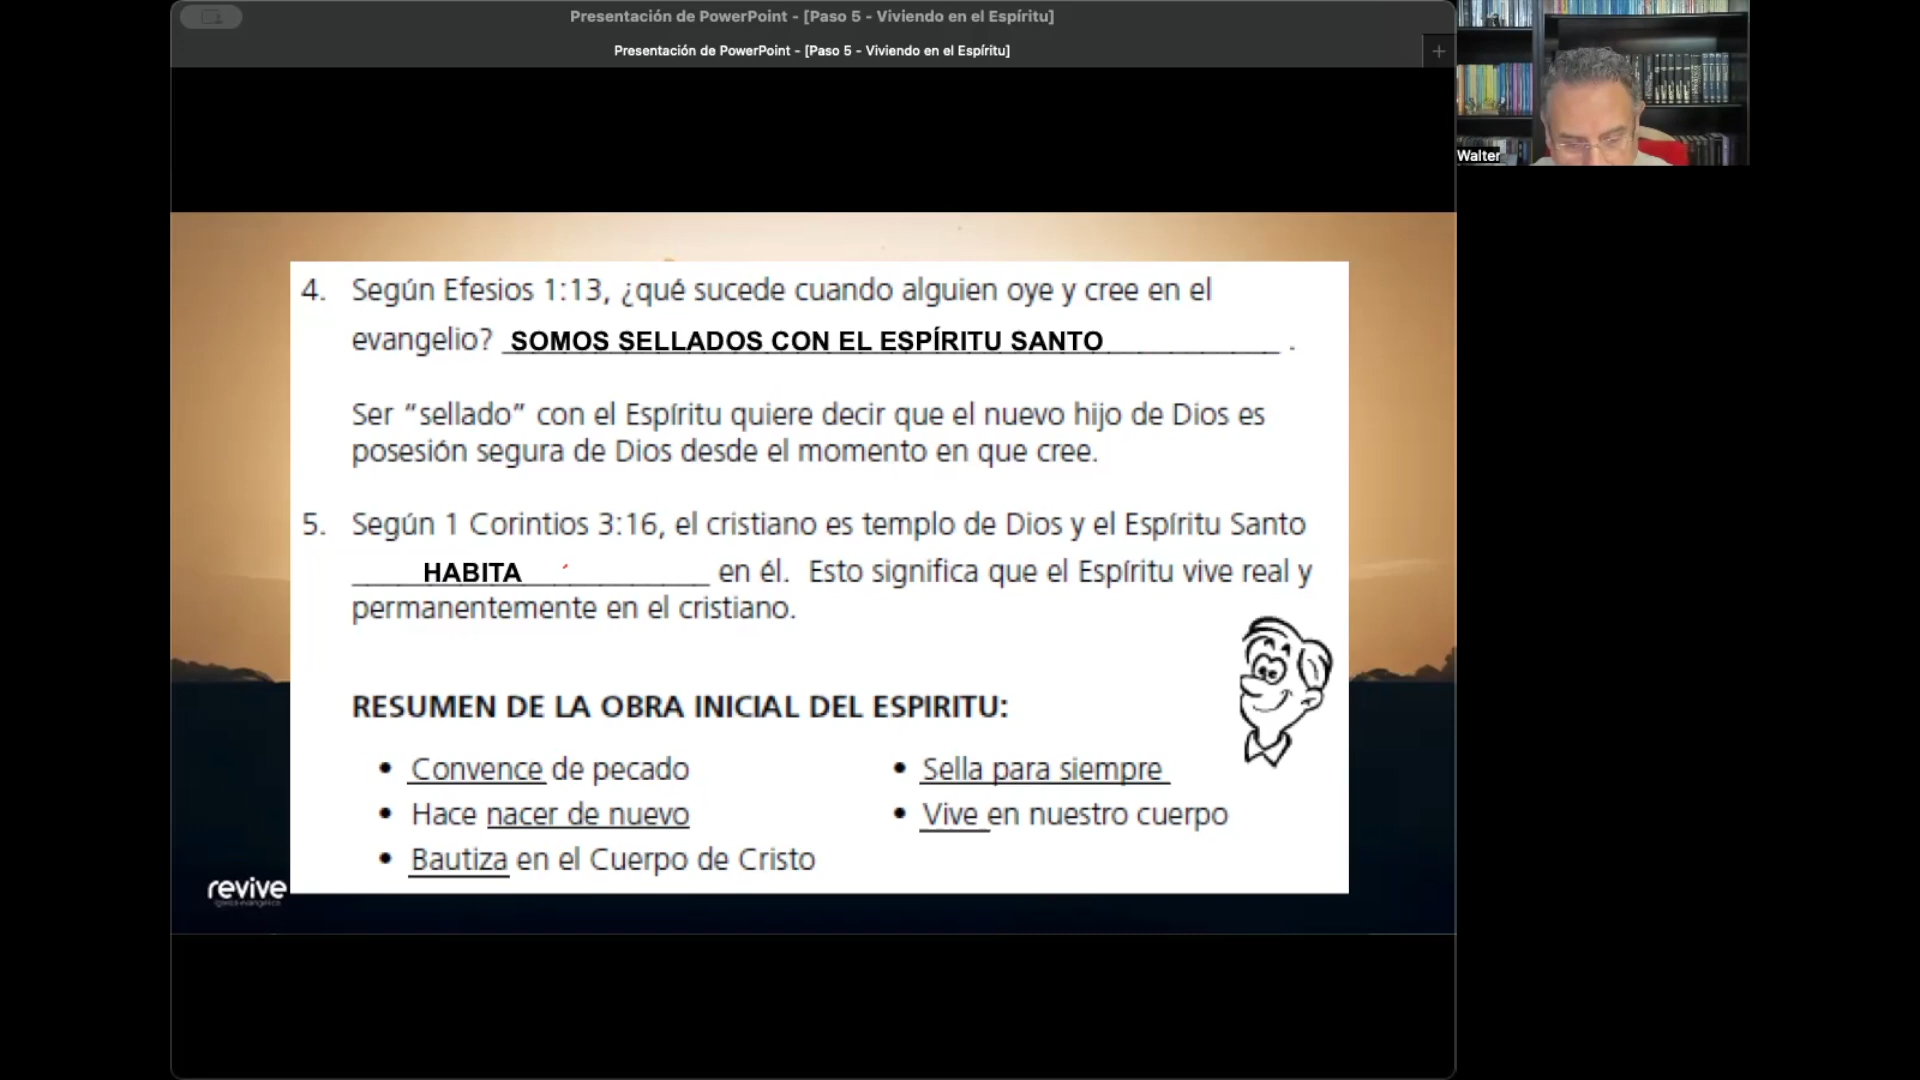 Presentación de PowerPoint - [Paso 5 - Viviendo en el Espíritu]
Presentación de PowerPoint - [Paso 5 - Viviendo en el Espíritu]
Walter
4. Según Efesios 1:13, ¿qué sucede cuando alguien oye y cree en el
evangelio? SOMOS SELLADOS CON EL ESPÍRITU SANTO .
Ser “sellado” con el Espíritu quiere decir que el nuevo hijo de Dios es
posesión segura de Dios desde el momento en que cree.
5. Según 1 Corintios 3:16, el cristiano es templo de Dios y el Espíritu Santo
HABITA en él. Esto significa que el Espíritu vive real y
permanentemente en el cristiano.
RESUMEN DE LA OBRA INICIAL DEL ESPIRITU:
• Convence de pecado
• Hace nacer de nuevo
• Bautiza en el Cuerpo de Cristo
• Sella para siempre
• Vive en nuestro cuerpo
revive